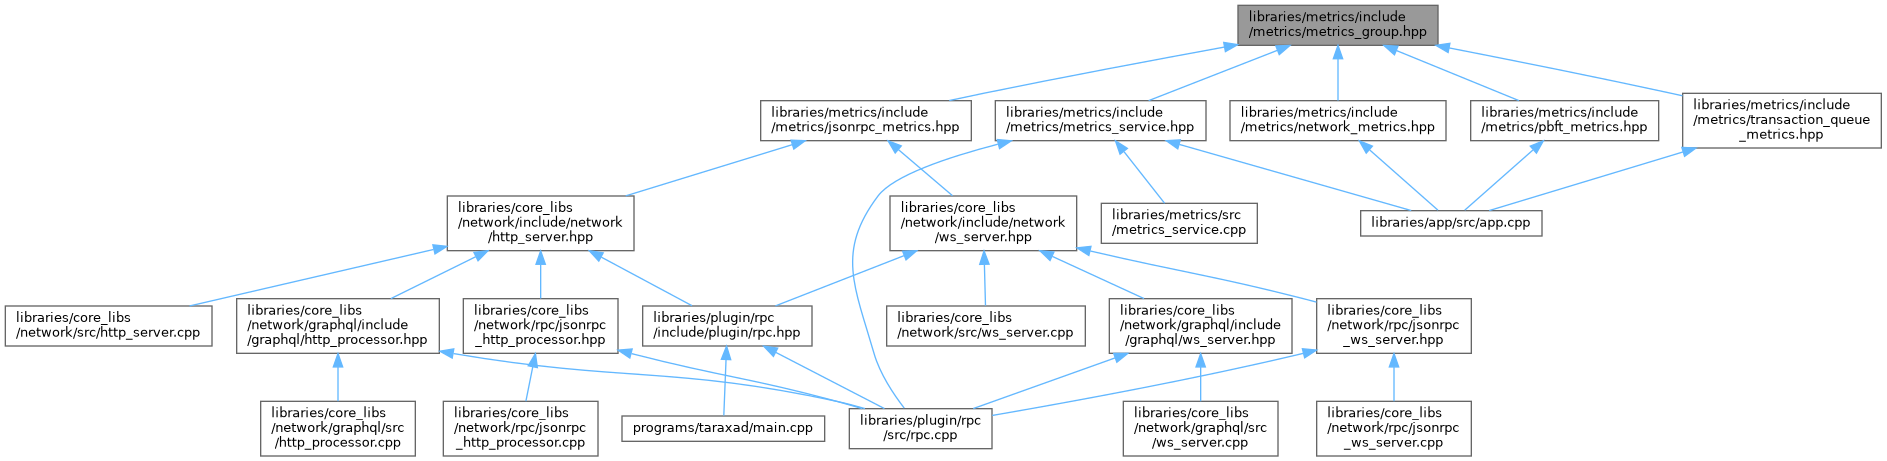 libraries/metrics/include
/metrics/metrics_group.hpp
libraries/metrics/include
/metrics/jsonrpc_metrics.hpp
libraries/metrics/include
/metrics/metrics_service.hpp
libraries/metrics/include
/metrics/network_metrics.hpp
libraries/metrics/include
/metrics/pbft_metrics.hpp
libraries/metrics/include
/metrics/transaction_queue
_metrics.hpp
libraries/core_libs
/network/include/network
/http_server.hpp
libraries/core_libs
/network/include/network
/ws_server.hpp
libraries/metrics/src
/metrics_service.cpp
libraries/app/src/app.cpp
libraries/core_libs
/network/src/http_server.cpp
libraries/core_libs
/network/graphql/include
/graphql/http_processor.hpp
libraries/core_libs
/network/rpc/jsonrpc
_http_processor.hpp
libraries/plugin/rpc
/include/plugin/rpc.hpp
libraries/core_libs
/network/src/ws_server.cpp
libraries/core_libs
/network/graphql/include
/graphql/ws_server.hpp
libraries/core_libs
/network/rpc/jsonrpc
_ws_server.hpp
libraries/core_libs
/network/graphql/src
/http_processor.cpp
libraries/core_libs
/network/rpc/jsonrpc
_http_processor.cpp
programs/taraxad/main.cpp
libraries/plugin/rpc
/src/rpc.cpp
libraries/core_libs
/network/graphql/src
/ws_server.cpp
libraries/core_libs
/network/rpc/jsonrpc
_ws_server.cpp